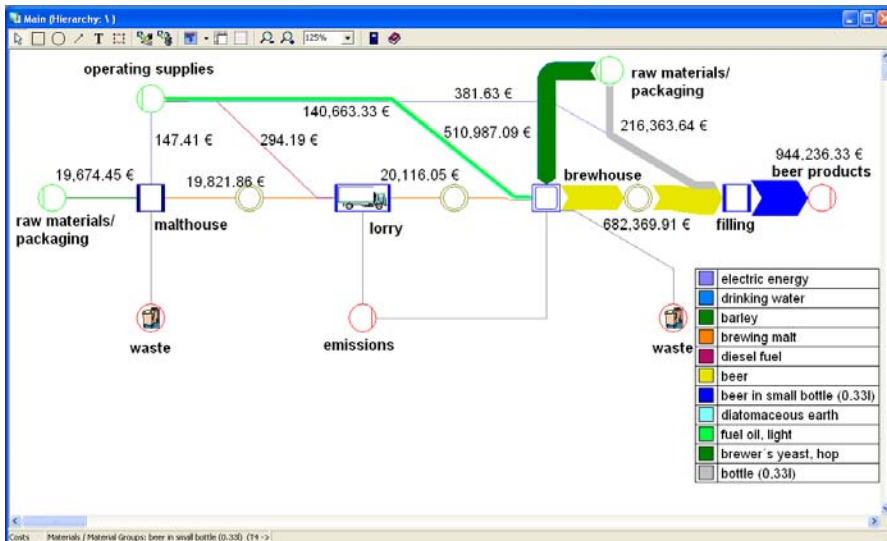 Main (Hierarchy: \ )
T
125%
operating supplies
raw materials/
packaging
381.63 €
140,663.33 €
147.41 €
294.19 €
510,987.09 €
216,363.64 €
944,236.33 €
beer products
19,674.45 €
19,821.86 €
20,116.05 €
brewhouse
raw materials/
packaging
malthouse
lorry
682,369.91 €
filling
waste
emissions
waste
electric energy
drinking water
barley
brewing malt
diesel fuel
beer
beer in small bottle (0.33l)
diatomaceous earth
fuel oil, light
brewer´s yeast, hop
bottle (0,33l)
Costs Materials / Material Groups: beer in small bottle (0.33l) (T4 ->